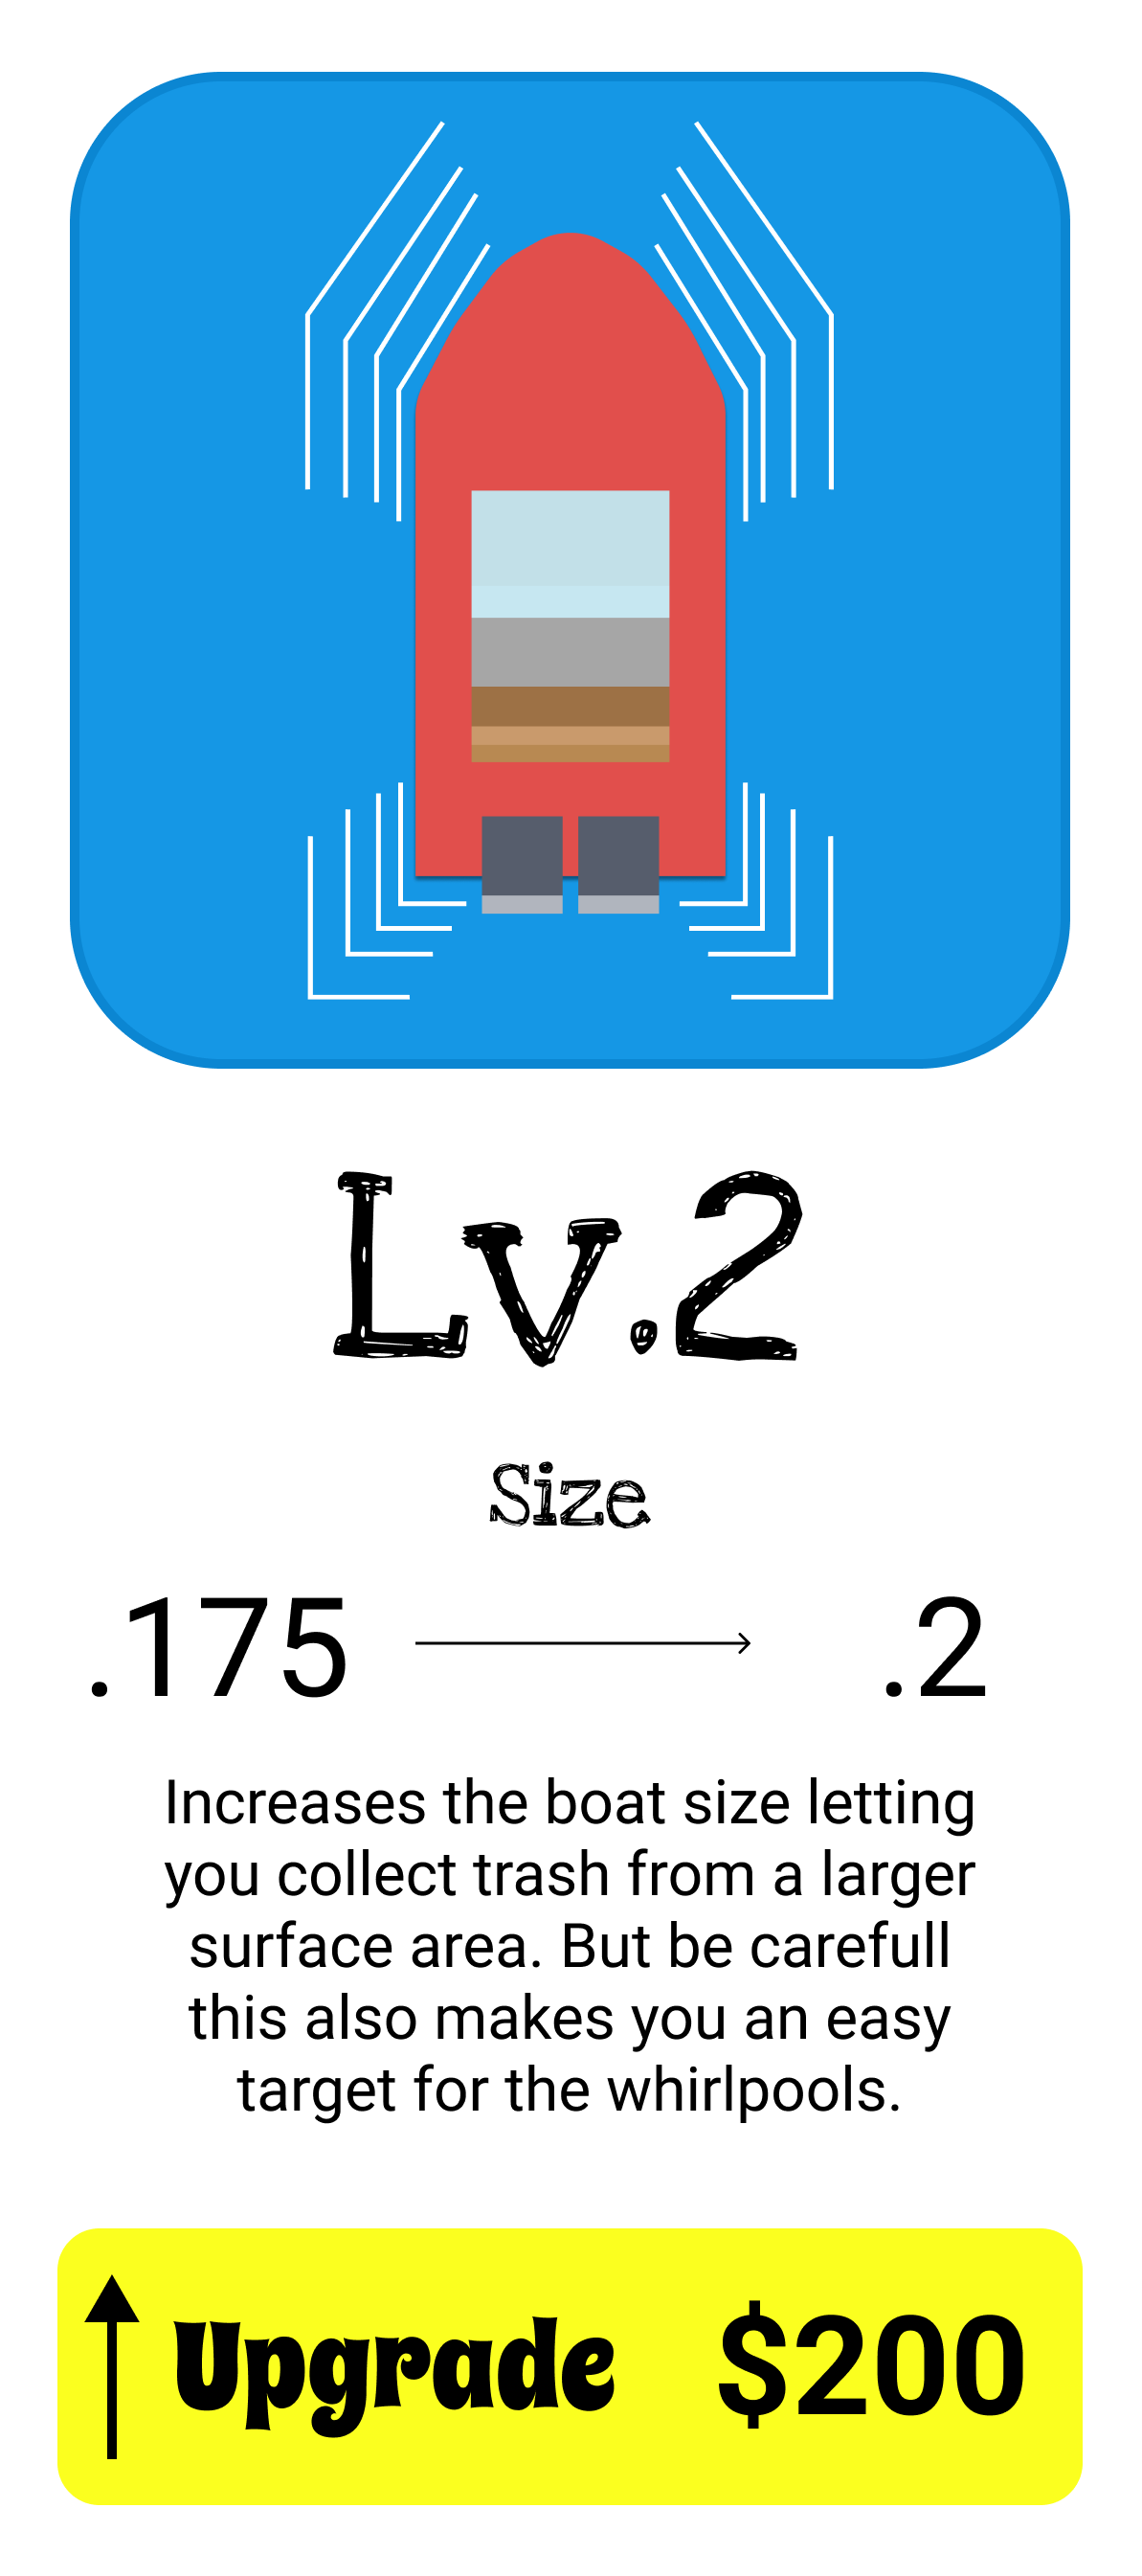 Lv.2
Size
.175 .2
Increases the boat size letting
you collect trash from a larger
surface area. But be carefull
this also makes you an easy
target for the whirlpools.
Upgrade $200